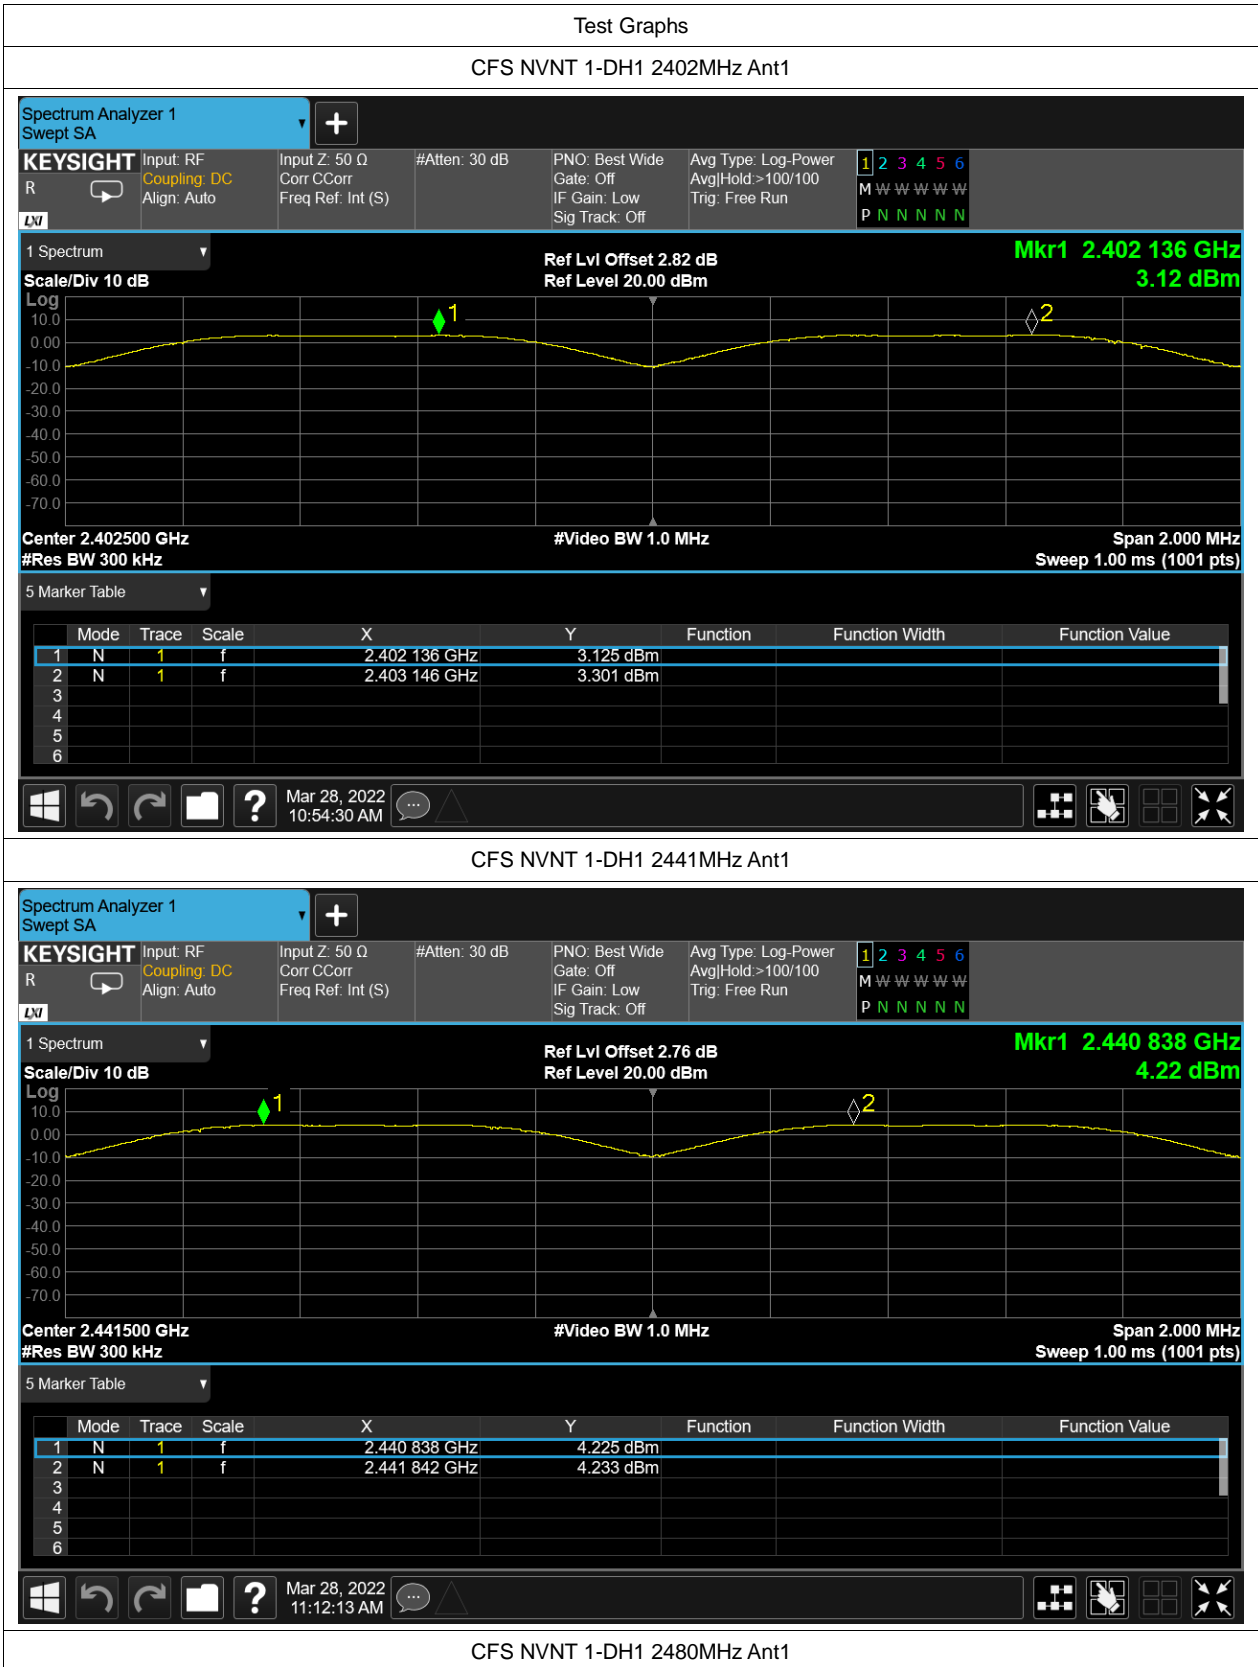 Test Graphs
CFS NVNT 1-DH1 2402MHz Ant1
Spectrum Analyzer 1
Swept SA
KEYSIGHT Input: RF Input Z: 50 Ω #Atten: 30 dB PNO: Best Wide Avg Type: Log-Power 1 2 3 4 5 6
R Coupling: DC Corr CCorr Gate: Off Avg|Hold:>100/100 M W W W W W
Align: Auto Freq Ref: Int (S) IF Gain: Low Trig: Free Run
LXI Sig Track: Off P N N N N N
1 Spectrum Ref Lvl Offset 2.82 dB Mkr1 2.402 136 GHz
Scale/Div 10 dB Ref Level 20.00 dBm 3.12 dBm
Log
1 2
10.0
0.00
-10.0
-20.0
-30.0
-40.0
-50.0
-60.0
-70.0
Center 2.402500 GHz #Video BW 1.0 MHz Span 2.000 MHz
#Res BW 300 kHz Sweep 1.00 ms (1001 pts)
5 Marker Table
Mode Trace Scale X Y Function Function Width Function Value
1 N 1 f 2.402 136 GHz 3.125 dBm
2 N 1 f 2.403 146 GHz 3.301 dBm
3
4
5
6
? Mar 28, 2022
10:54:30 AM
CFS NVNT 1-DH1 2441MHz Ant1
Spectrum Analyzer 1
Swept SA
KEYSIGHT Input: RF Input Z: 50 Ω #Atten: 30 dB PNO: Best Wide Avg Type: Log-Power 1 2 3 4 5 6
R Coupling: DC Corr CCorr Gate: Off Avg|Hold:>100/100 M W W W W W
Align: Auto Freq Ref: Int (S) IF Gain: Low Trig: Free Run
LXI Sig Track: Off P N N N N N
1 Spectrum Ref Lvl Offset 2.76 dB Mkr1 2.440 838 GHz
Scale/Div 10 dB Ref Level 20.00 dBm 4.22 dBm
Log
1 2
10.0
0.00
-10.0
-20.0
-30.0
-40.0
-50.0
-60.0
-70.0
Center 2.441500 GHz #Video BW 1.0 MHz Span 2.000 MHz
#Res BW 300 kHz Sweep 1.00 ms (1001 pts)
5 Marker Table
Mode Trace Scale X Y Function Function Width Function Value
1 N 1 f 2.440 838 GHz 4.225 dBm
2 N 1 f 2.441 842 GHz 4.233 dBm
3
4
5
6
? Mar 28, 2022
11:12:13 AM
CFS NVNT 1-DH1 2480MHz Ant1